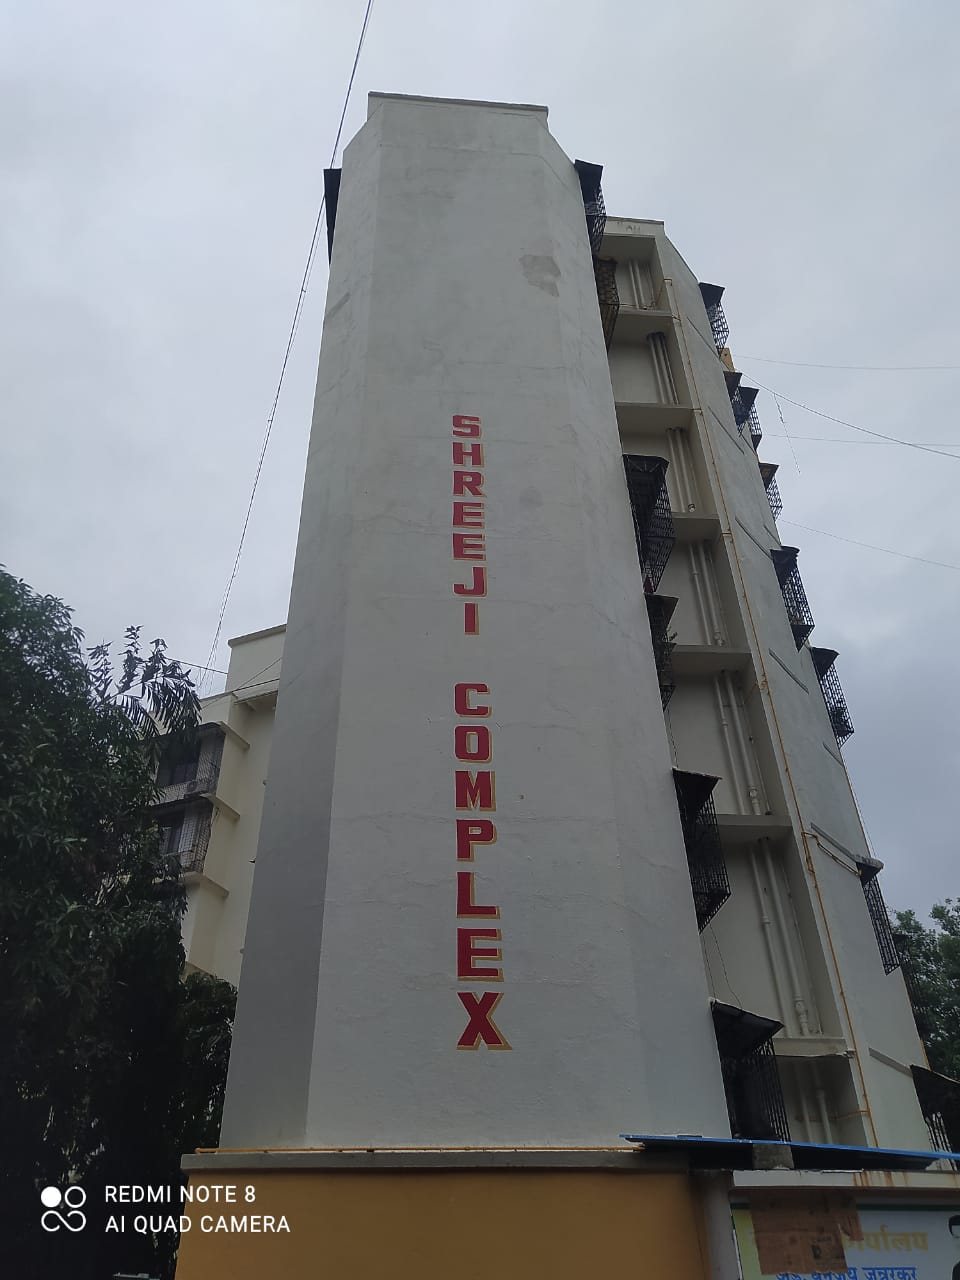 SHREEJI COMPLEX
REDMI NOTE 8
AI QUAD CAMERA